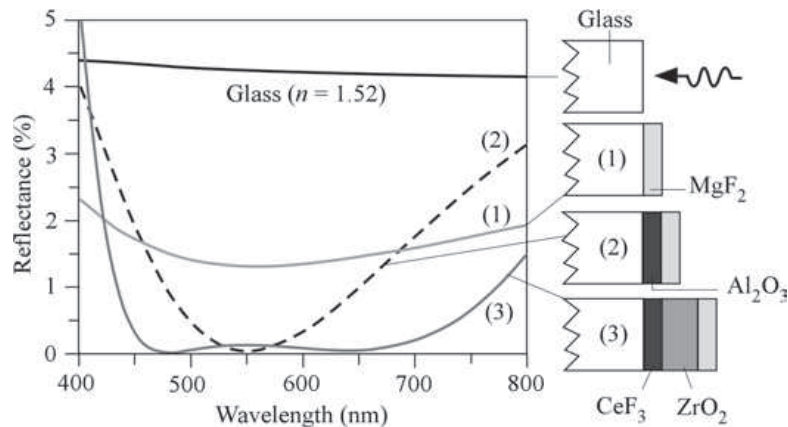 Reflectance (%)
5
4
3
2
1
0
400
500
600
700
800
Wavelength (nm)
Glass (n = 1.52)
(2)
(1)
(3)
Glass
(1)
MgF₂
(2)
Al₂O₃
(3)
CeF₃
ZrO₂